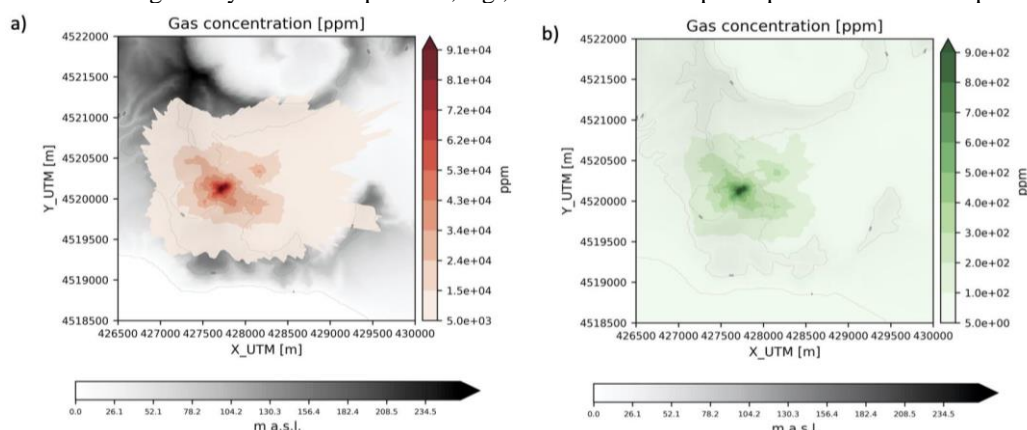 a)
Gas concentration [ppm]
4522000
4521500
4521000
4520500
4520000
4519500
4519000
4518500
Y_UTM [m]
426500 427000 427500 428000 428500 429000 429500 430000
X_UTM [m]
9.1e+04
8.1e+04
7.2e+04
6.2e+04
5.3e+04
4.3e+04
3.4e+04
2.4e+04
1.5e+04
5.0e+03
ppm
0.0 26.1 52.1 78.2 104.2 130.3 156.4 182.4 208.5 234.5
m a.s.l.
b)
Gas concentration [ppm]
4522000
4521500
4521000
4520500
4520000
4519500
4519000
4518500
Y_UTM [m]
426500 427000 427500 428000 428500 429000 429500 430000
X_UTM [m]
9.0e+02
8.0e+02
7.0e+02
6.0e+02
5.0e+02
4.0e+02
3.0e+02
2.0e+02
1.0e+02
5.0e+00
ppm
0.0 26.1 52.1 78.2 104.2 130.3 156.4 182.4 208.5 234.5
m a.s.l.